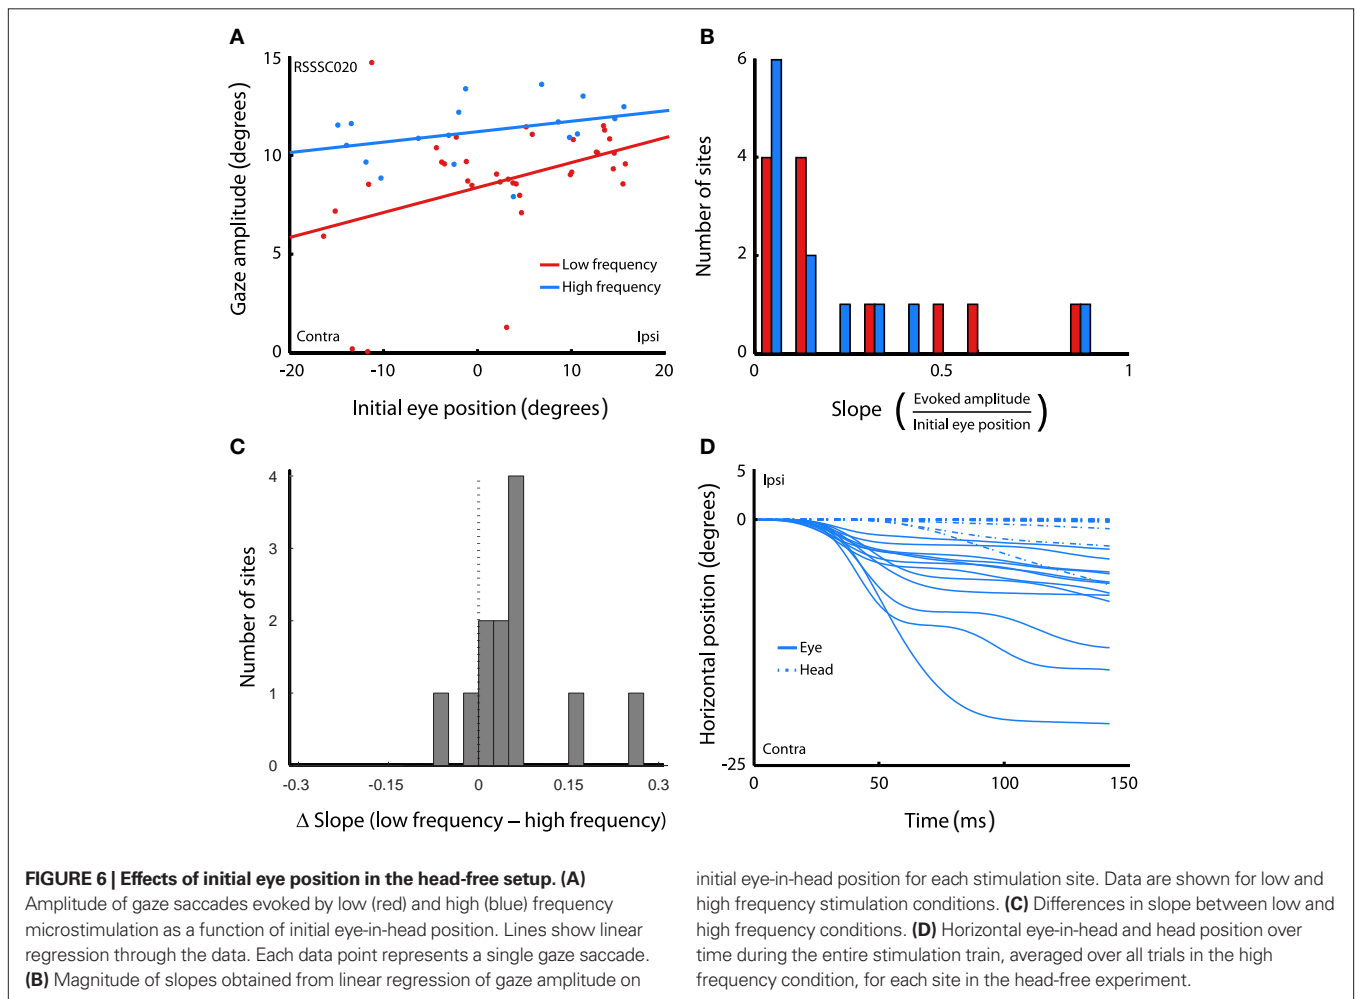 A
15
RSSSC020
10
5
0
Gaze amplitude (degrees)
Low frequency
High frequency
Contra
Ipsi
-20
-10
0
10
20
Initial eye position (degrees)
B
6
4
2
0
Number of sites
0
0.5
1
Slope ( Evoked amplitude
Initial eye position )
C
4
3
2
1
0
Number of sites
-0.3
-0.15
0
0.15
0.3
Δ Slope (low frequency – high frequency)
D
5
0
-25
Horizontal position (degrees)
Ipsi
Eye
Head
Contra
0
50
100
150
Time (ms)
FIGURE 6 | Effects of initial eye position in the head-free setup. (A)
Amplitude of gaze saccades evoked by low (red) and high (blue) frequency
microstimulation as a function of initial eye-in-head position. Lines show linear
regression through the data. Each data point represents a single gaze saccade.
(B) Magnitude of slopes obtained from linear regression of gaze amplitude on
initial eye-in-head position for each stimulation site. Data are shown for low and
high frequency stimulation conditions. (C) Differences in slope between low and
high frequency conditions. (D) Horizontal eye-in-head and head position over
time during the entire stimulation train, averaged over all trials in the high
frequency condition, for each site in the head-free experiment.